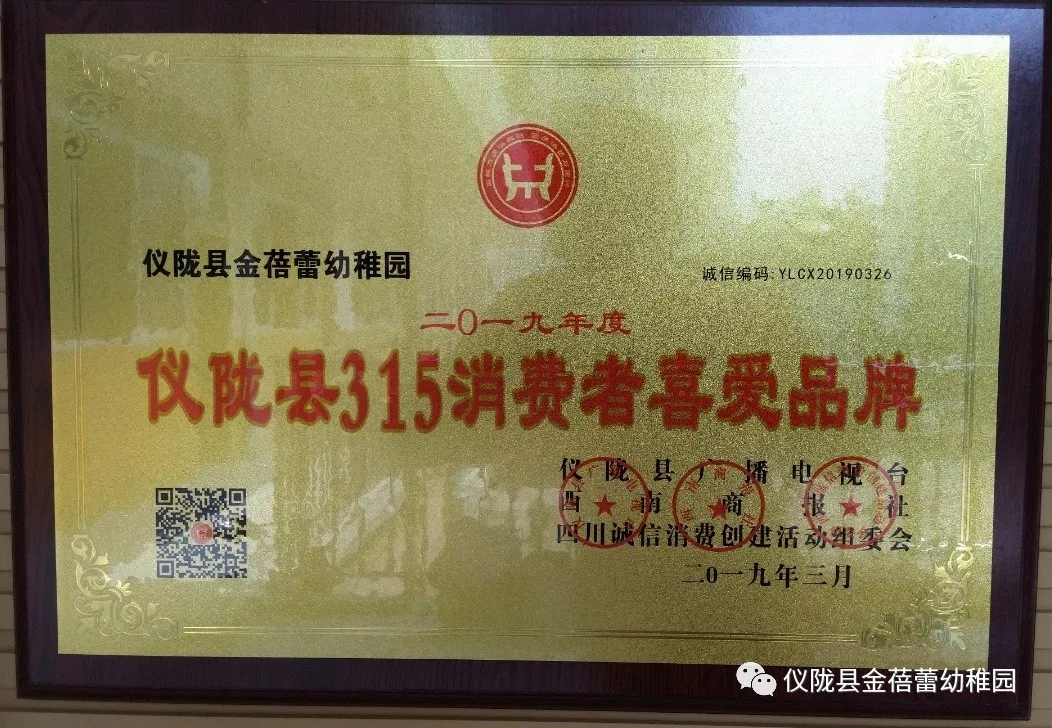 仪陇县金蓓蕾幼稚园
诚信编码:YLCX20190326
二〇一九年度
仪陇县315消费者喜爱品牌
仪陇县广播电视台
西南商报社
四川诚信消费创建活动组委会
二〇一九年三月
仪陇县金蓓蕾幼稚园